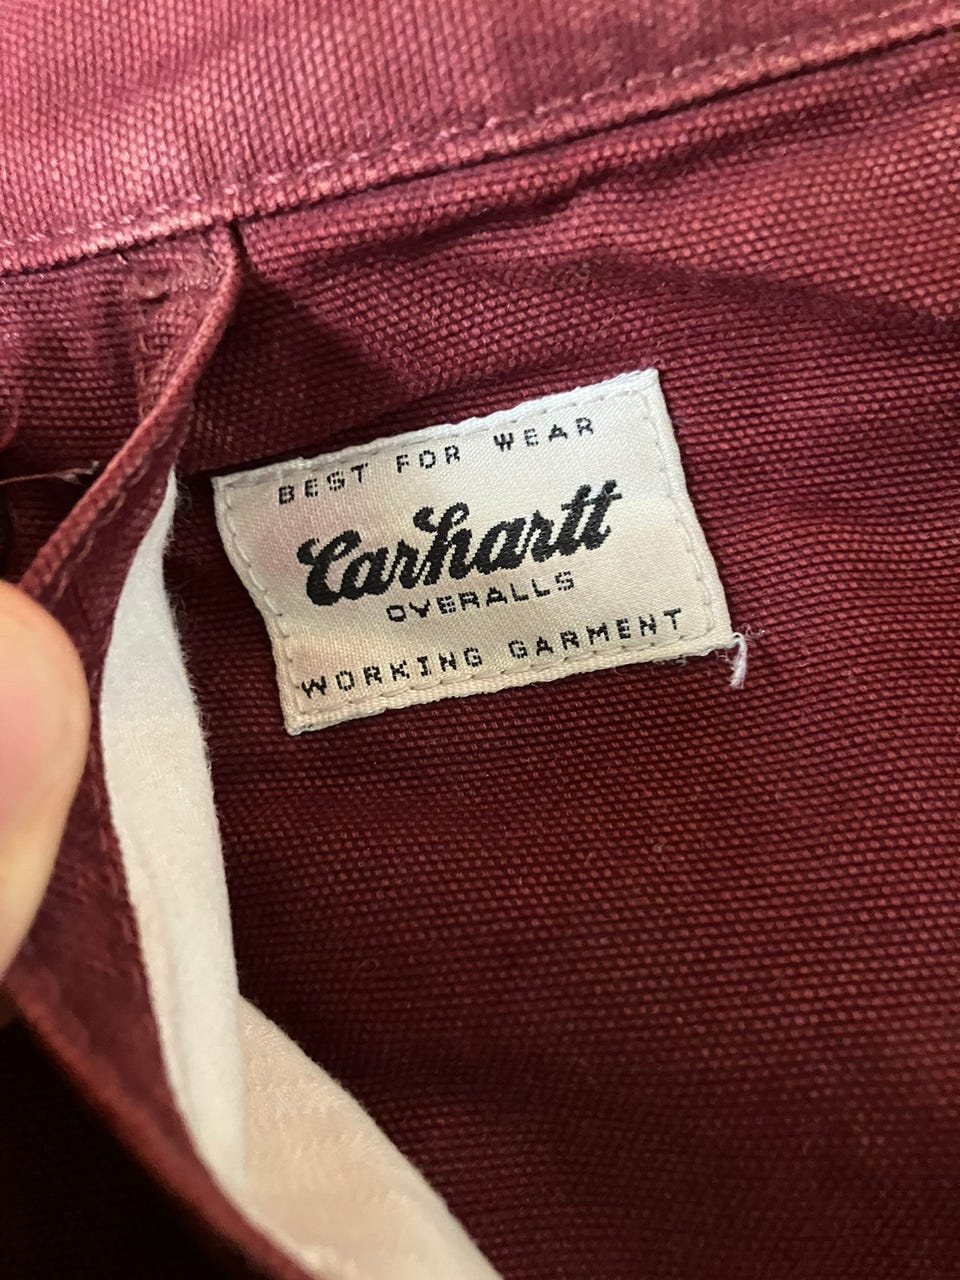 BEST FOR WEAR
Carhartt
OVERALLS
WORKING GARMENT